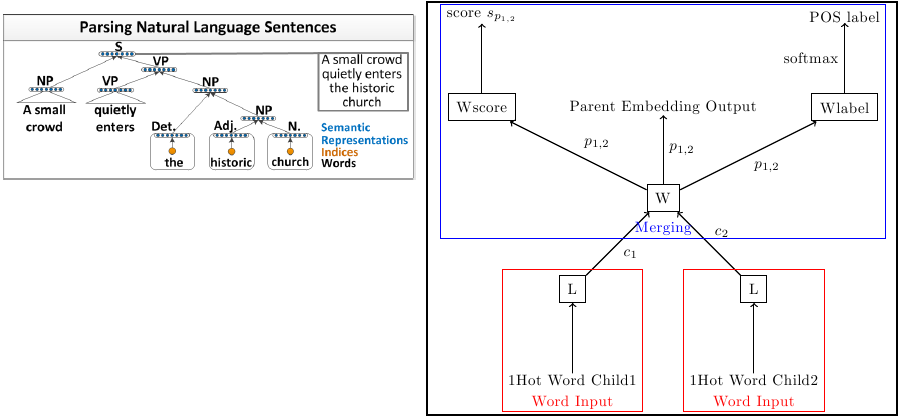 Parsing Natural Language Sentences
S
NP
VP
VP
NP
NP
A small
crowd
quietly
enters
Det.
Adj.
N.
the
historic
church
A small crowd
quietly enters
the historic
church
Semantic
Representations
Indices
Words
score s_{p_{1,2}}
POS label
softmax
Wscore
Parent Embedding Output
Wlabel
p_{1,2}
p_{1,2}
p_{1,2}
W
Merging
c_1
c_2
L
L
1Hot Word Child1
1Hot Word Child2
Word Input
Word Input